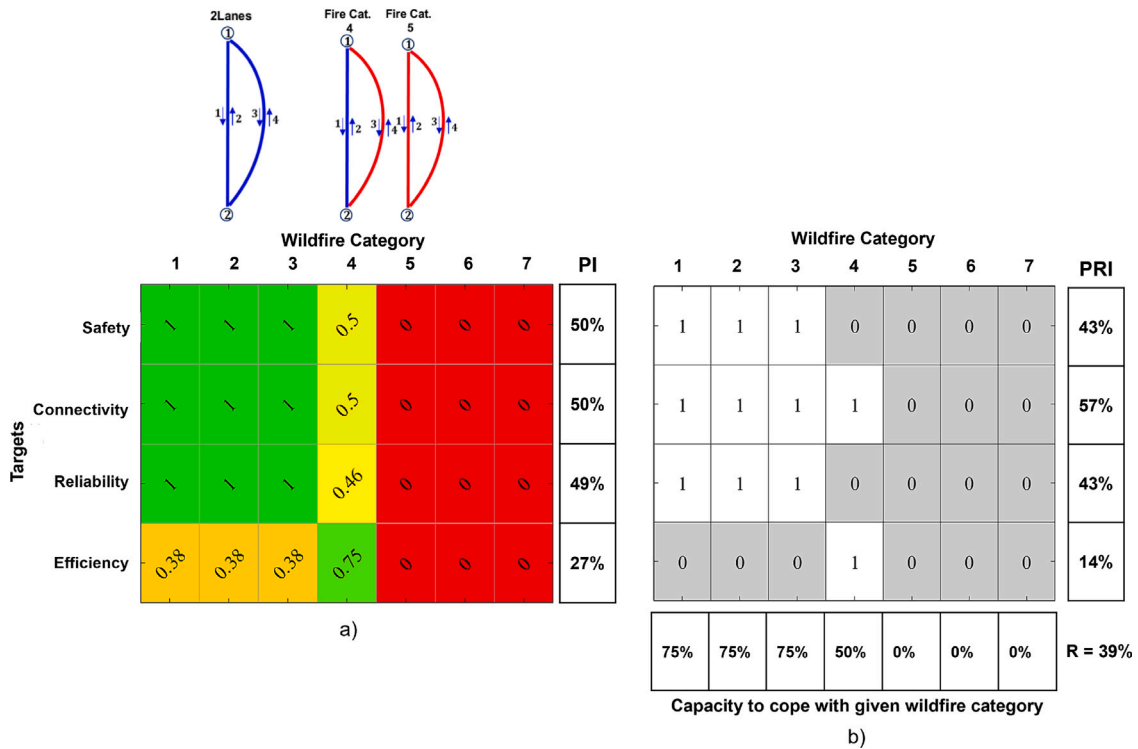 2Lanes
Fire Cat. Fire Cat.
4 5
1 1 1
1 2 3 4 1 2 3 4 1 2 3 4
2 2 2
Wildfire Category
1 2 3 4 5 6 7 PI
Targets
Safety 1 1 1 0.5 0 0 0 50%
Connectivity 1 1 1 0.5 0 0 0 50%
Reliability 1 1 1 0.46 0 0 0 49%
Efficiency 0.38 0.38 0.38 0.75 0 0 0 27%
a)
Wildfire Category
1 2 3 4 5 6 7 PRI
1 1 1 0 0 0 0 43%
1 1 1 1 0 0 0 57%
1 1 1 0 0 0 0 43%
0 0 0 1 0 0 0 14%
75% 75% 75% 50% 0% 0% 0% R = 39%
Capacity to cope with given wildfire category
b)